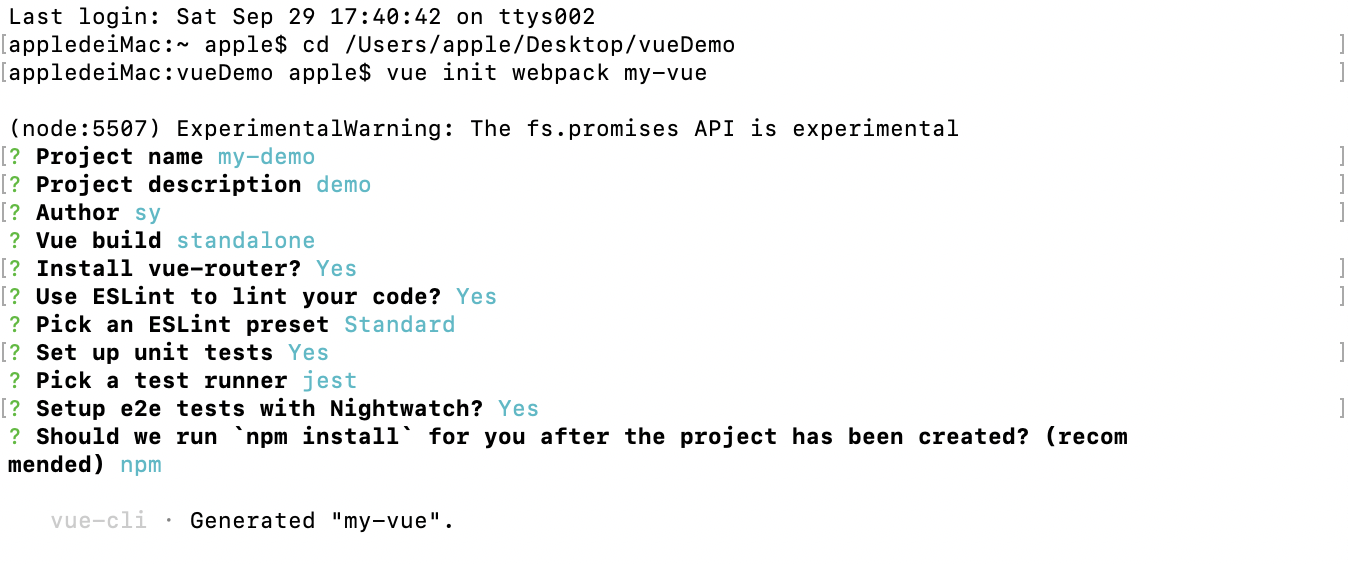 Last login: Sat Sep 29 17:40:42 on ttys002
[appledeiMac:~ apple$ cd /Users/apple/Desktop/vueDemo ]
[appledeiMac:vueDemo apple$ vue init webpack my-vue ]
(node:5507) ExperimentalWarning: The fs.promises API is experimental
[? Project name my-demo ]
[? Project description demo ]
[? Author sy ]
? Vue build standalone
[? Install vue-router? Yes ]
[? Use ESLint to lint your code? Yes ]
? Pick an ESLint preset Standard
[? Set up unit tests Yes ]
? Pick a test runner jest
[? Setup e2e tests with Nightwatch? Yes ]
? Should we run `npm install` for you after the project has been created? (recom
mended) npm
vue-cli · Generated "my-vue".